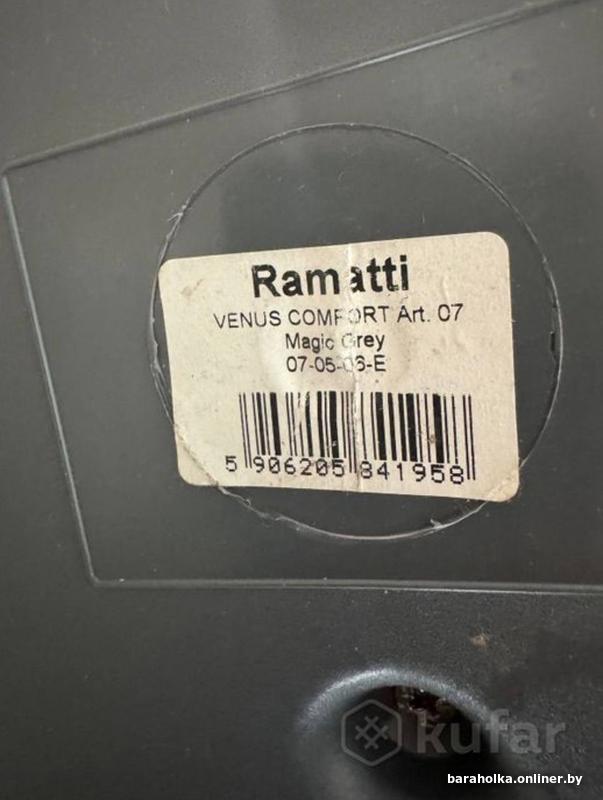 Ramatti
VENUS COMFORT Art. 07
Magic Grey
07-05-06-E
5 906205 841958
kufar
baraholka.onliner.by